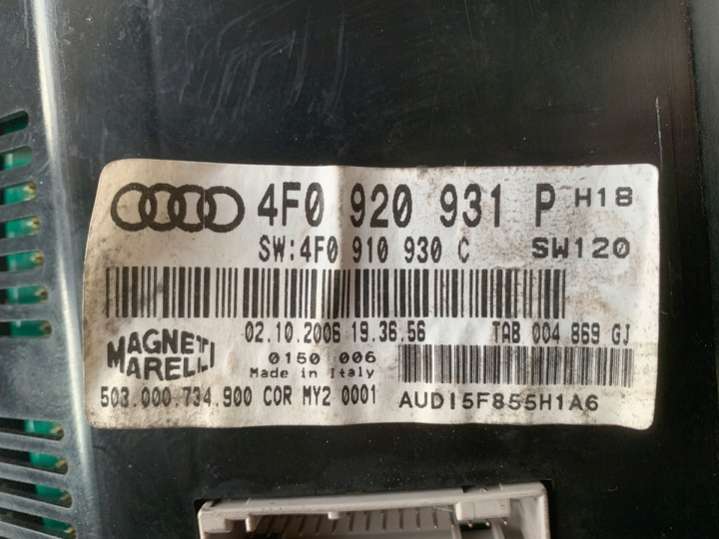 4F0 920 931 P H18
SW:4F0 910 930 C SW120
02.10.2006 19.36.56 TAB 004 869 GJ
MAGNETI
MARELLI
0150 006
Made in Italy
503.000.734.900 COR MY2 0001
AUDI5F855H1A6